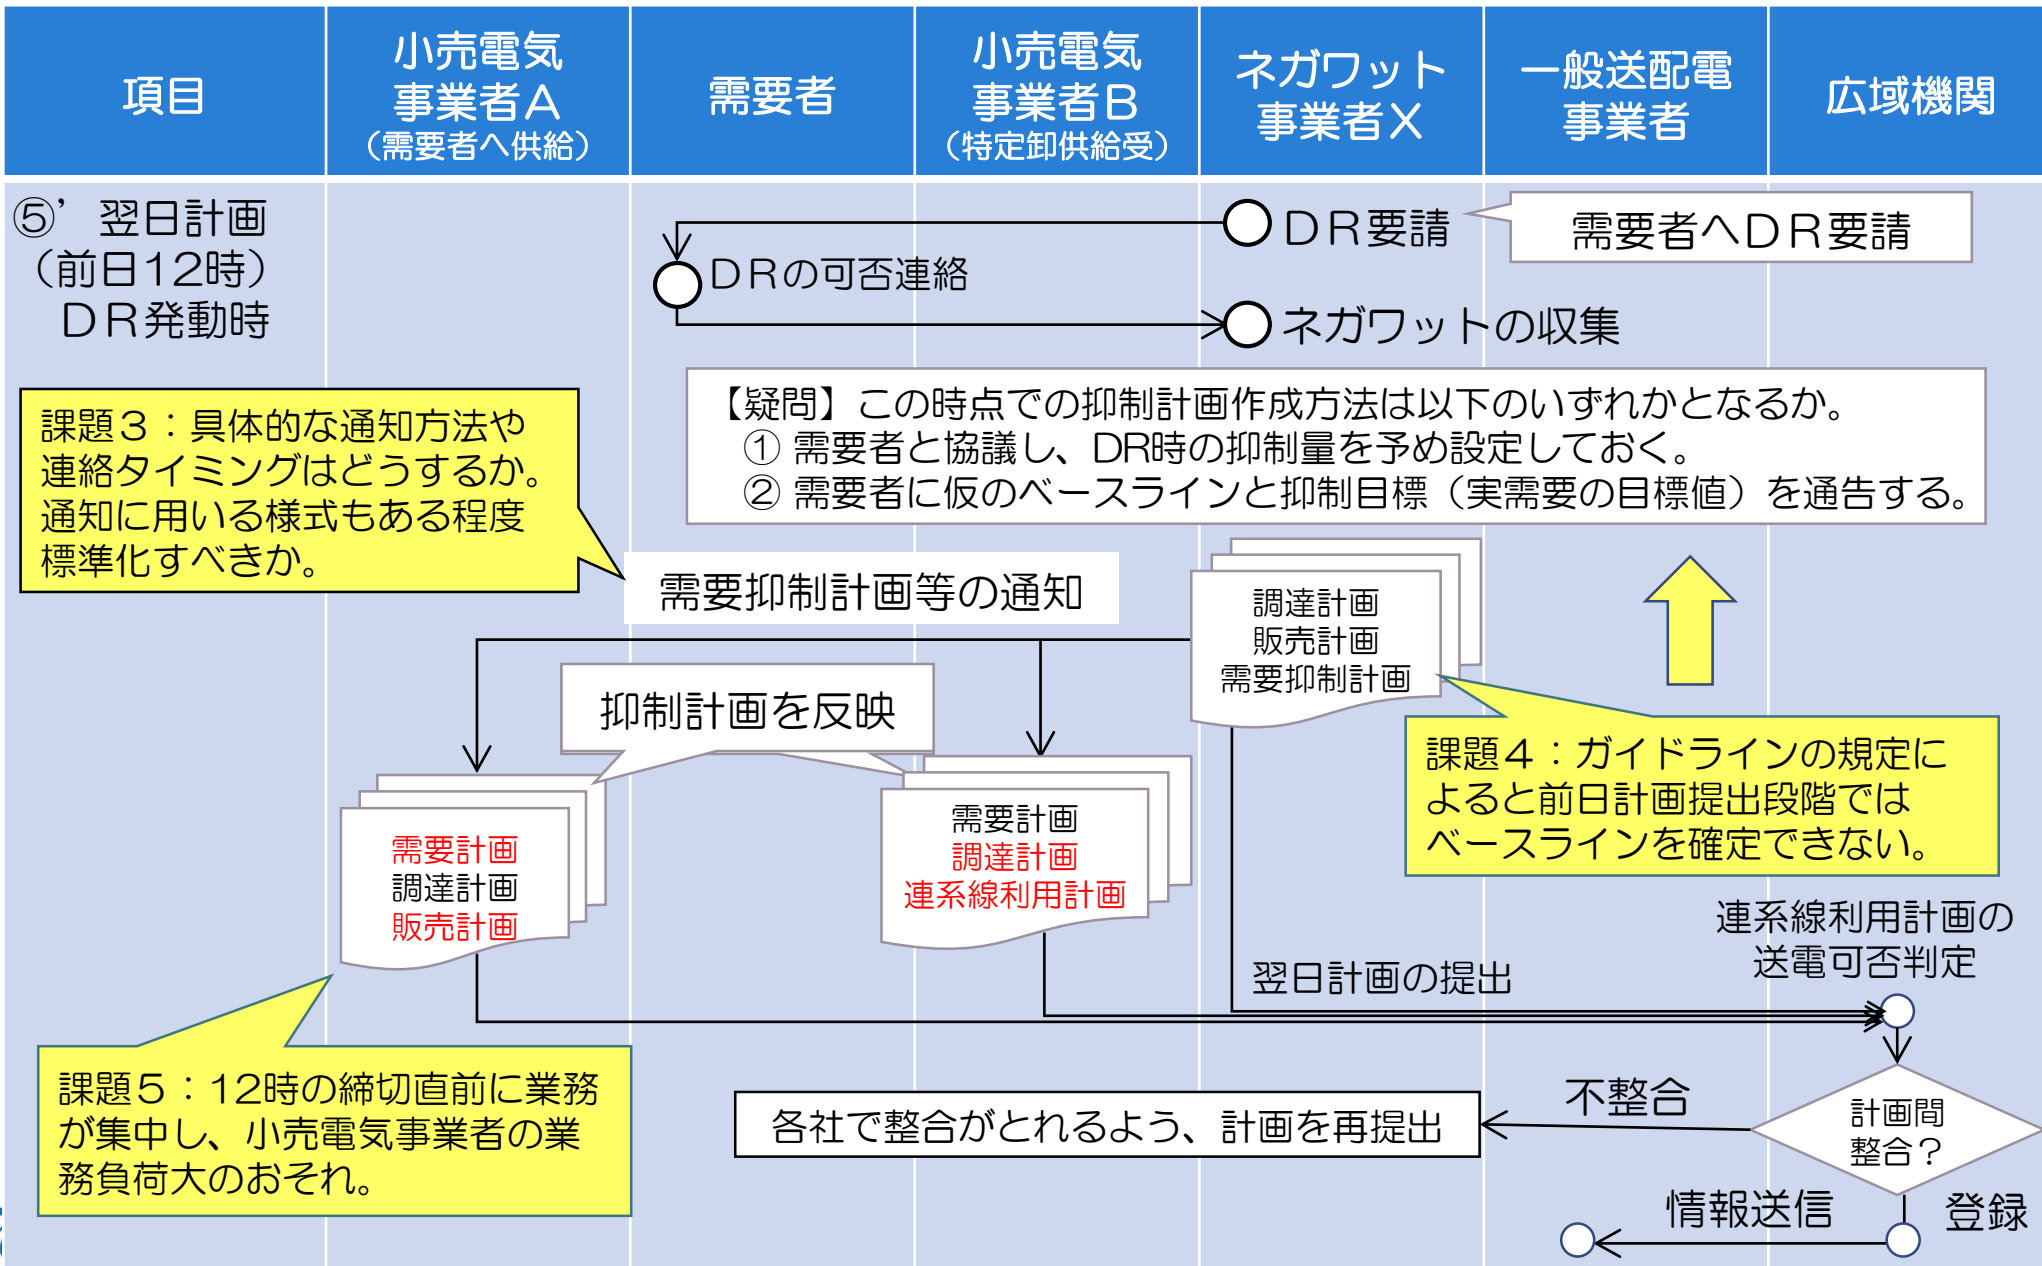 項目
小売電気
事業者A
（需要者へ供給）
需要者
小売電気
事業者B
（特定卸供給受）
ネガワット
事業者X
一般送配電
事業者
広域機関
⑤’翌日計画
（前日12時）
ＤＲ発動時
ＤＲ要請
需要者へＤＲ要請
ＤＲの可否連絡
ネガワットの収集
【疑問】この時点での抑制計画作成方法は以下のいずれかとなるか。
① 需要者と協議し、DR時の抑制量を予め設定しておく。
② 需要者に仮のベースラインと抑制目標（実需要の目標値）を通告する。
課題３：具体的な通知方法や
連絡タイミングはどうするか。
通知に用いる様式もある程度
標準化すべきか。
需要抑制計画等の通知
調達計画
販売計画
需要抑制計画
抑制計画を反映
課題４：ガイドラインの規定に
よると前日計画提出段階では
ベースラインを確定できない。
需要計画
調達計画
販売計画
需要計画
調達計画
連系線利用計画
連系線利用計画の
送電可否判定
翌日計画の提出
課題５：12時の締切直前に業務
が集中し、小売電気事業者の業
務負荷大のおそれ。
不整合
各社で整合がとれるよう、計画を再提出
計画間
整合？
情報送信
登録